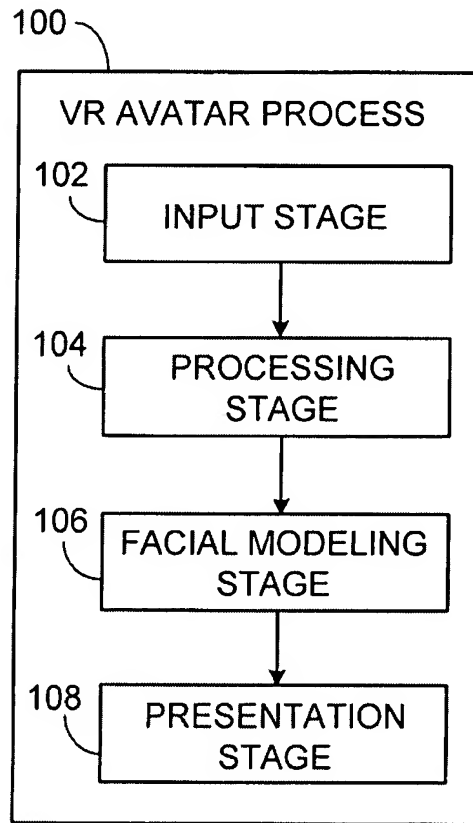 100
VR AVATAR PROCESS
102
INPUT STAGE
104
PROCESSING
STAGE
106
FACIAL MODELING
STAGE
108
PRESENTATION
STAGE